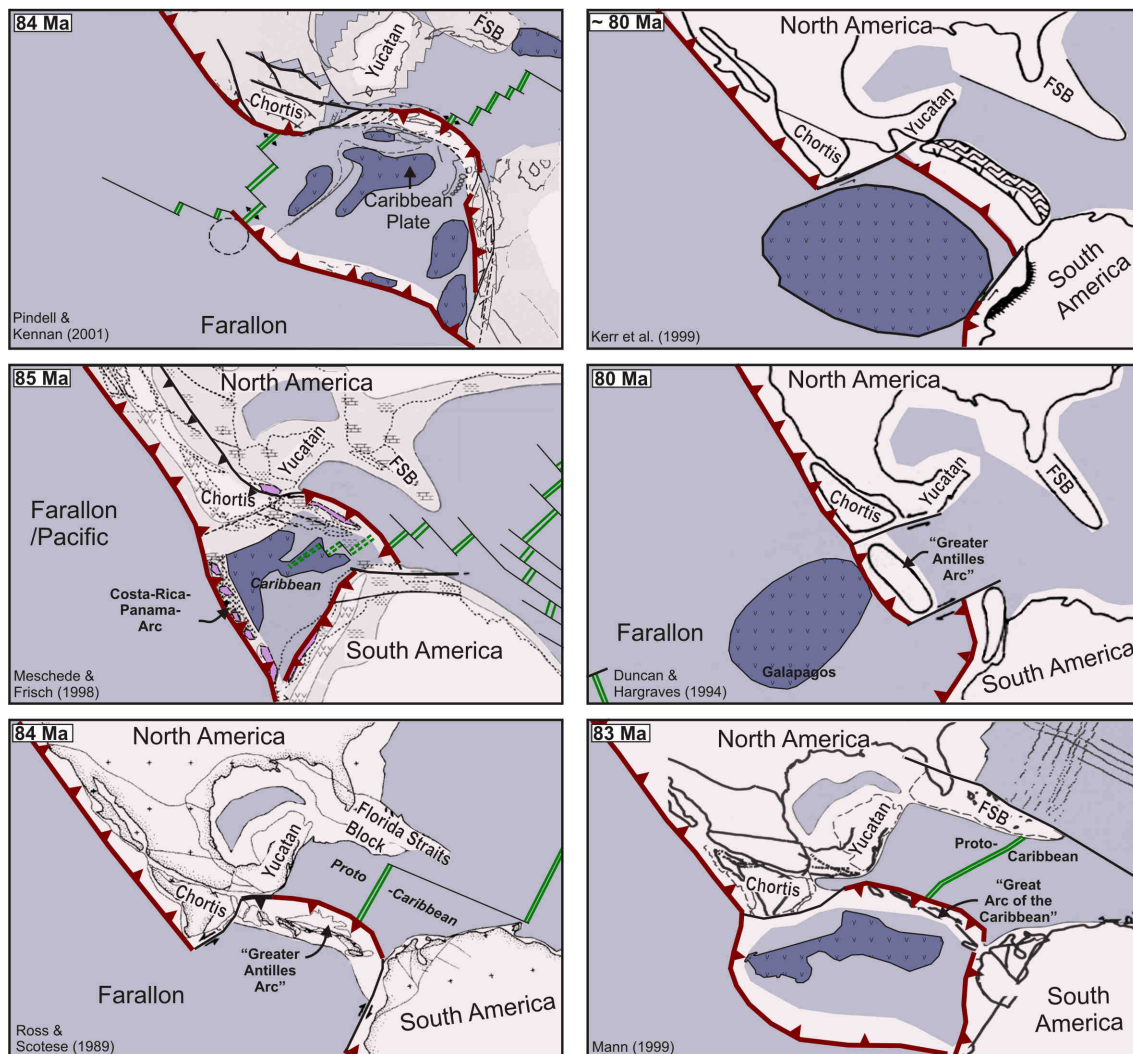 84 Ma
Yucatan
FSB
Chortis
Caribbean
Plate
Farallon
Pindell &
Kennan (2001)
~ 80 Ma
North America
FSB
Yucatan
Chortis
South
America
Kerr et al. (1999)
85 Ma
North America
Yucatan
FSB
Chortis
Farallon
/Pacific
Caribbean
Costa-Rica-
Panama-
Arc
South America
Meschede &
Frisch (1998)
80 Ma
North America
Yucatan
FSB
Chortis
"Greater
Antilles
Arc"
Farallon
Galapagos
Duncan &
Hargraves (1994)
South America
84 Ma
North America
Florida Straits
Block
Yucatan
Proto
-Caribbean
Chortis
"Greater
Antilles
Arc"
Farallon
South America
Ross &
Scotese (1989)
83 Ma
North America
FSB
Yucatan
Proto-
Caribbean
Chortis
"Great
Arc of the
Caribbean"
South
America
Mann (1999)